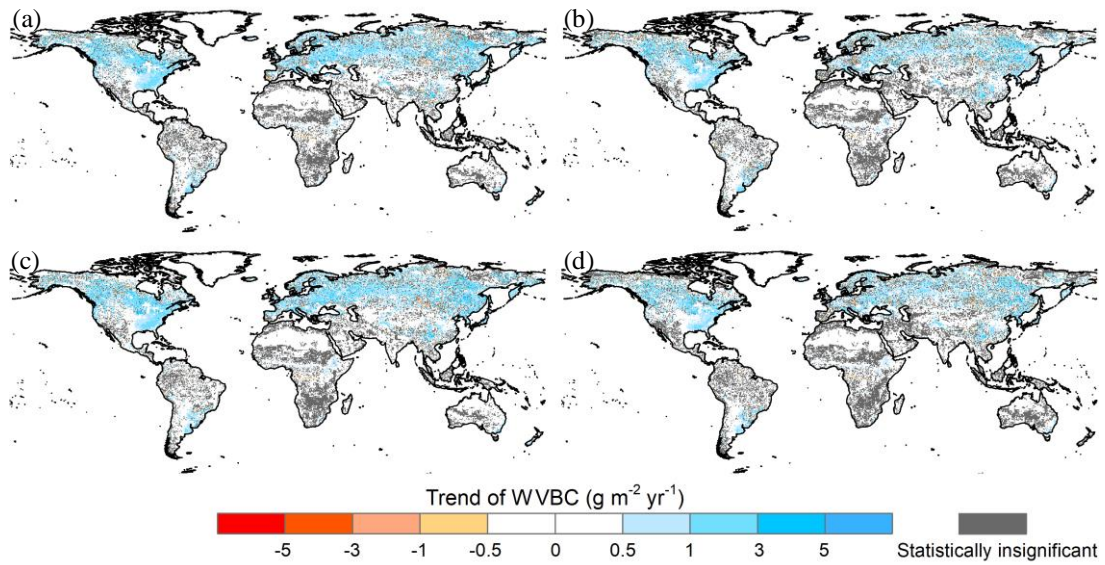 (a) (b)
(c) (d)
Trend of WVBC (g m⁻² yr⁻¹)
-5 -3 -1 -0.5 0 0.5 1 3 5 Statistically insignificant